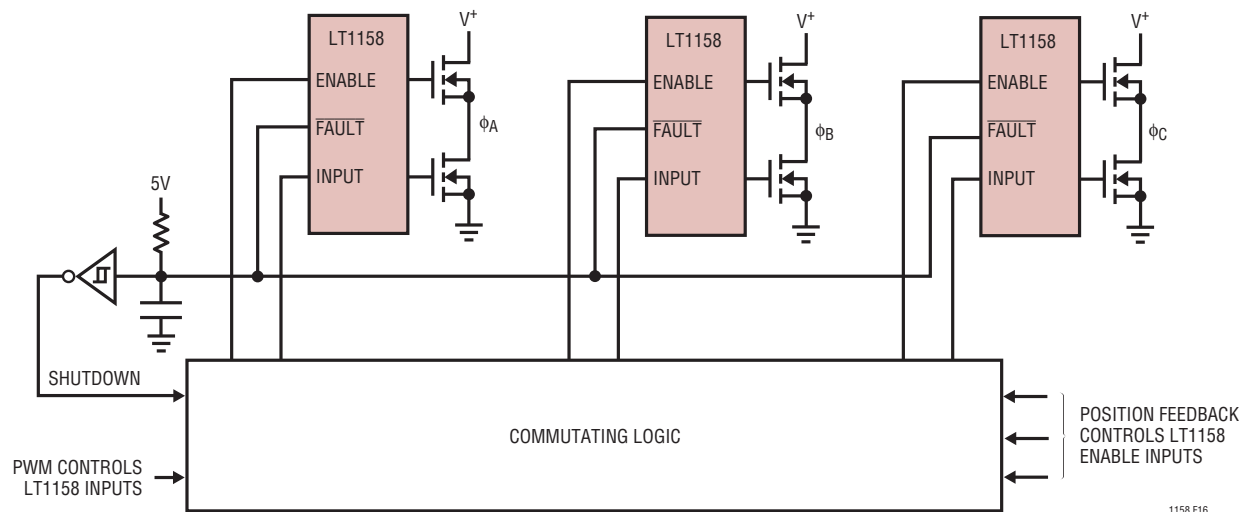 V+
LT1158
ENABLE
FAULT
INPUT
ϕA
V+
LT1158
ENABLE
FAULT
INPUT
ϕB
V+
LT1158
ENABLE
FAULT
INPUT
ϕC
5V
SHUTDOWN
PWM CONTROLS
LT1158 INPUTS
COMMUTATING LOGIC
POSITION FEEDBACK
CONTROLS LT1158
ENABLE INPUTS
1158 F16